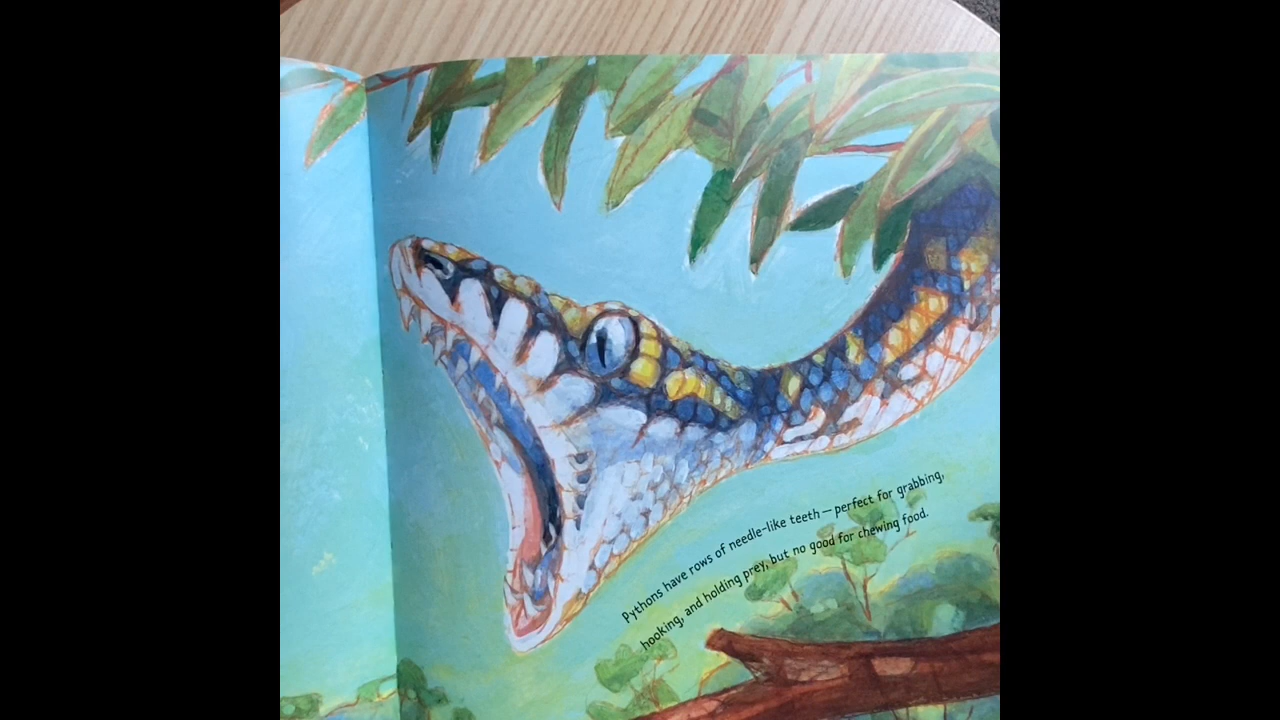 Pythons have rows of needle-like teeth — perfect for grabbing,
hooking, and holding prey, but no good for chewing food.